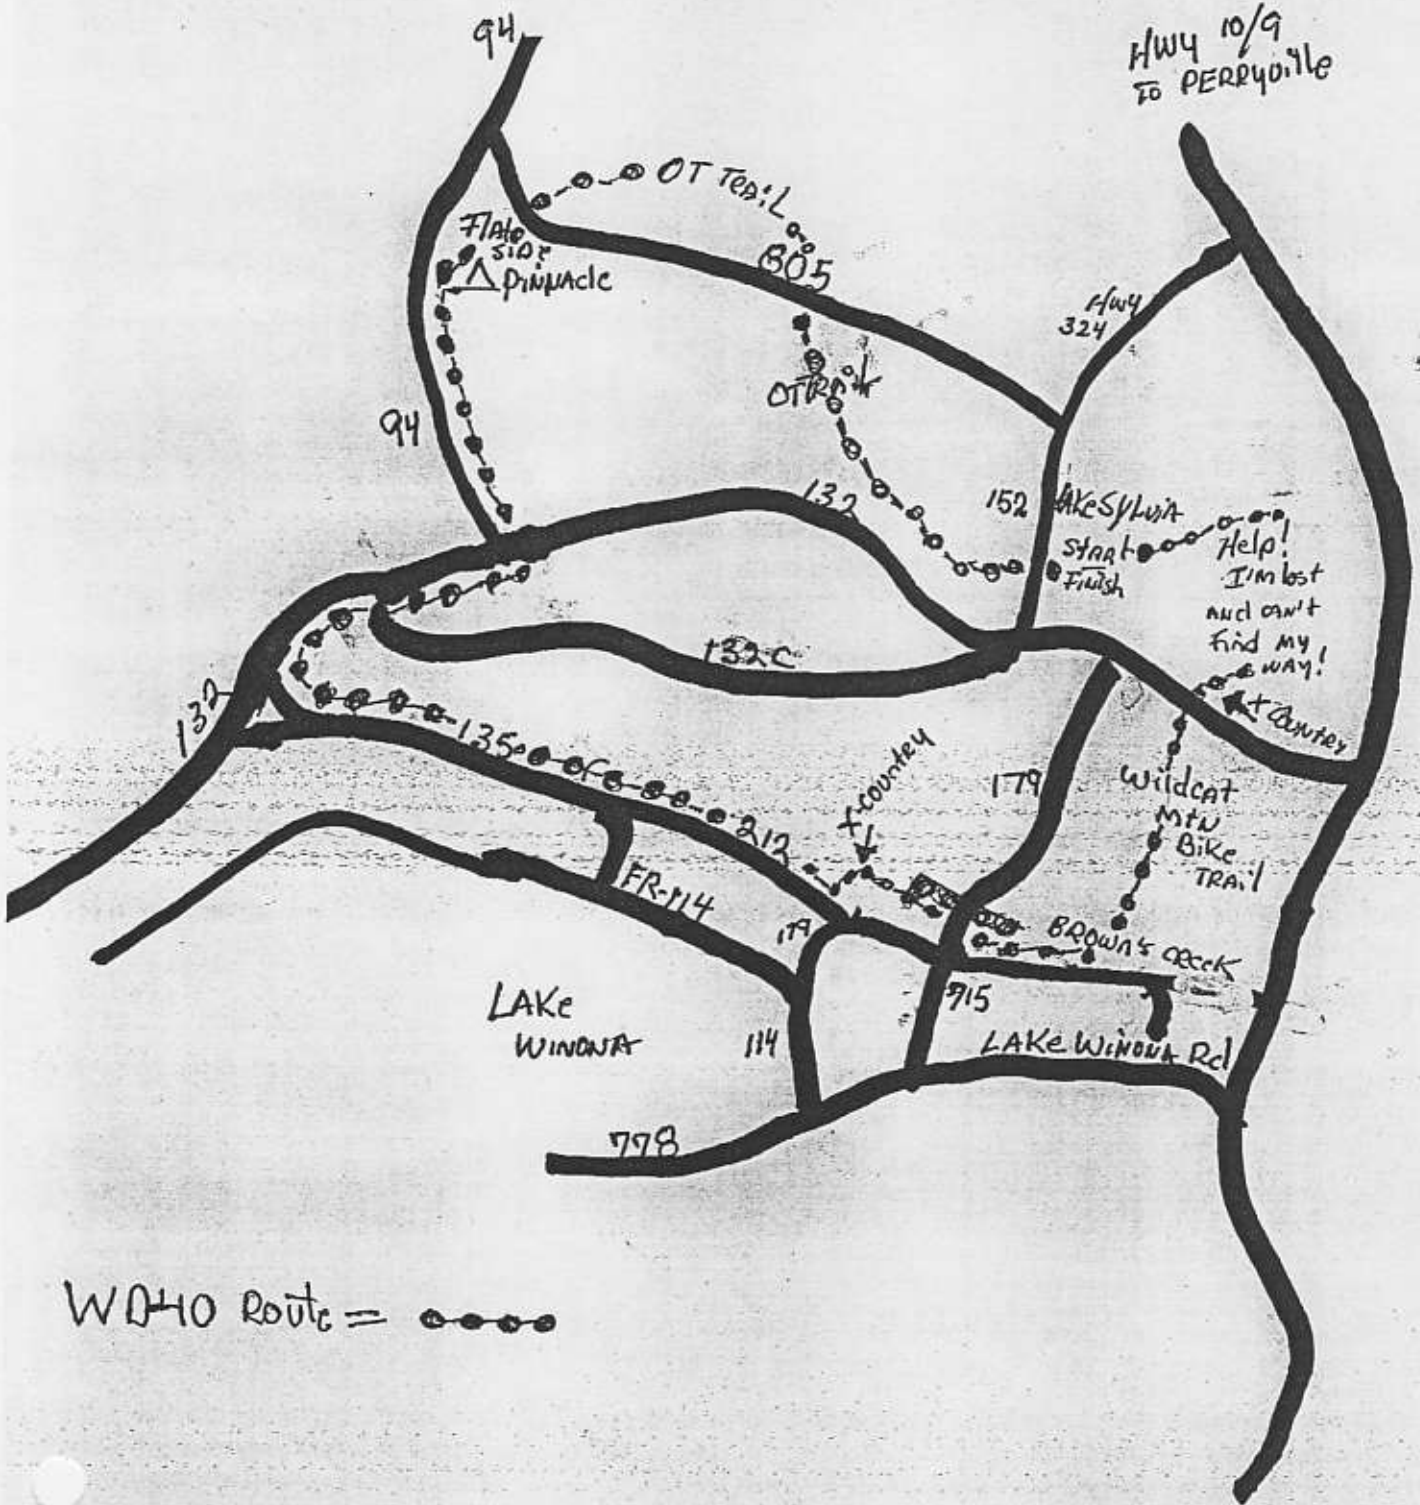 94
HWY 10/9
TO PERRYville
OT TRAiL
Flat
SiDe
PiNNAcle
805
HWY
324
94
132
152
LAKe SylviA
START
Finish
Help!
I'm lost
AND CAN'T
Find MY
WAY!
132C
X COUNTRY
132
135
X-COUNTRY
179
Wildcat
MtN
Bike
TRAil
212
FR-114
179
BROWN'S CReeK
LAKe
WiNONA
114
715
LAKe WiNONA Rd
778
WD40 Route =